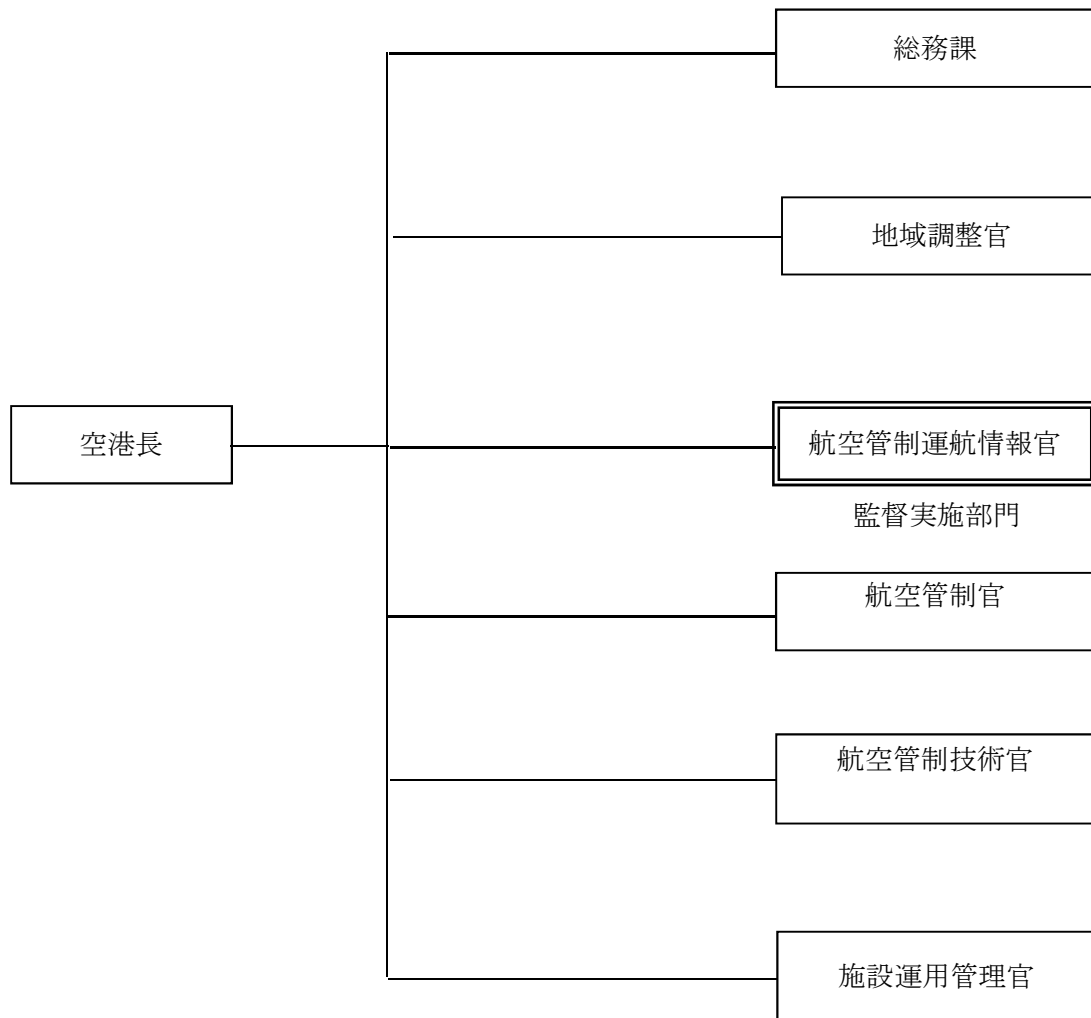 総務課
地域調整官
空港長
航空管制運航情報官
監督実施部門
航空管制官
航空管制技術官
施設運用管理官